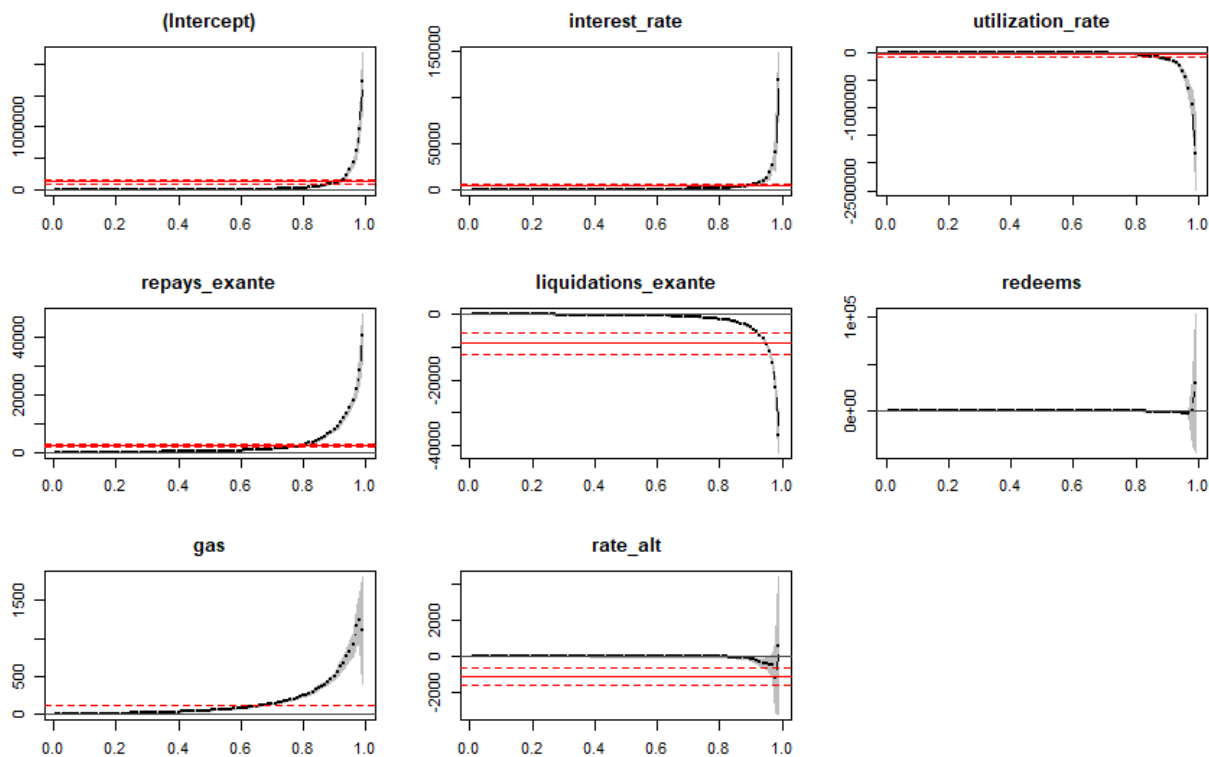 (Intercept)
1000000
0
0.0 0.2 0.4 0.6 0.8 1.0
interest_rate
150000
50000
0
0.0 0.2 0.4 0.6 0.8 1.0
utilization_rate
0
-1000000
-2500000
0.0 0.2 0.4 0.6 0.8 1.0
repays_exante
40000
20000
0
0.0 0.2 0.4 0.6 0.8 1.0
liquidations_exante
0
-20000
-40000
0.0 0.2 0.4 0.6 0.8 1.0
redeems
1e+05
0e+00
0.0 0.2 0.4 0.6 0.8 1.0
gas
1500
500
0
0.0 0.2 0.4 0.6 0.8 1.0
rate_alt
2000
0
-2000
0.0 0.2 0.4 0.6 0.8 1.0